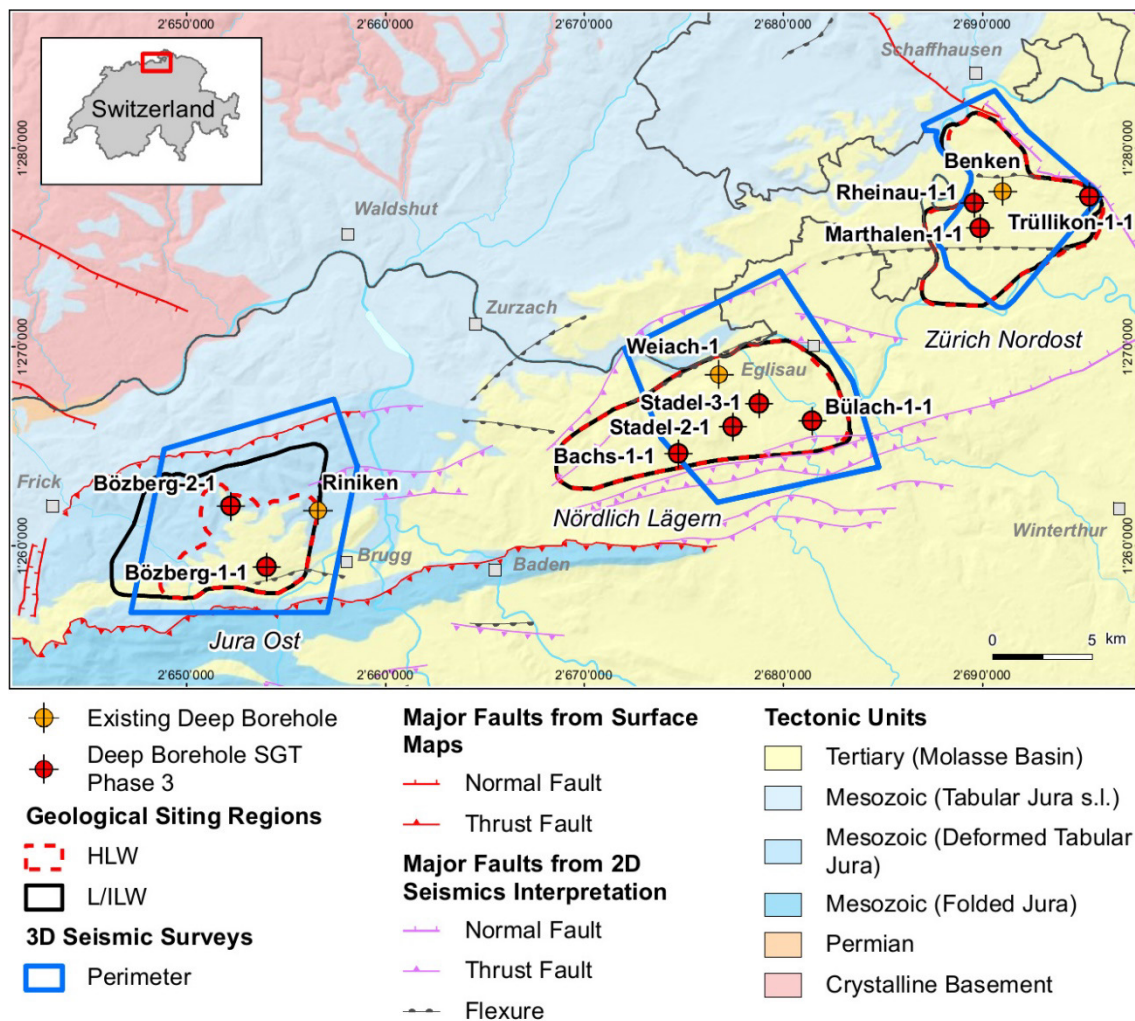 2'650'000
2'660'000
2'670'000
2'680'000
2'690'000
Switzerland
Schaffhausen
1'280'000
1'280'000
Benken
Rheinau-1-1
Trüllikon-1-1
Marthalen-1-1
Waldshut
Zurzach
Zürich Nordost
1'270'000
1'270'000
Weiach-1
Eglisau
Stadel-3-1
Bülach-1-1
Stadel-2-1
Bachs-1-1
Frick
Bözberg-2-1
Riniken
Nördlich Lägern
Winterthur
1'260'000
1'260'000
Brugg
Baden
Bözberg-1-1
Jura Ost
0 5 km
2'650'000
2'660'000
2'670'000
2'680'000
2'690'000
Existing Deep Borehole
Deep Borehole SGT
Phase 3
Geological Siting Regions
HLW
L/ILW
3D Seismic Surveys
Perimeter
Major Faults from Surface
Maps
Normal Fault
Thrust Fault
Major Faults from 2D
Seismics Interpretation
Normal Fault
Thrust Fault
Flexure
Tectonic Units
Tertiary (Molasse Basin)
Mesozoic (Tabular Jura s.l.)
Mesozoic (Deformed Tabular
Jura)
Mesozoic (Folded Jura)
Permian
Crystalline Basement